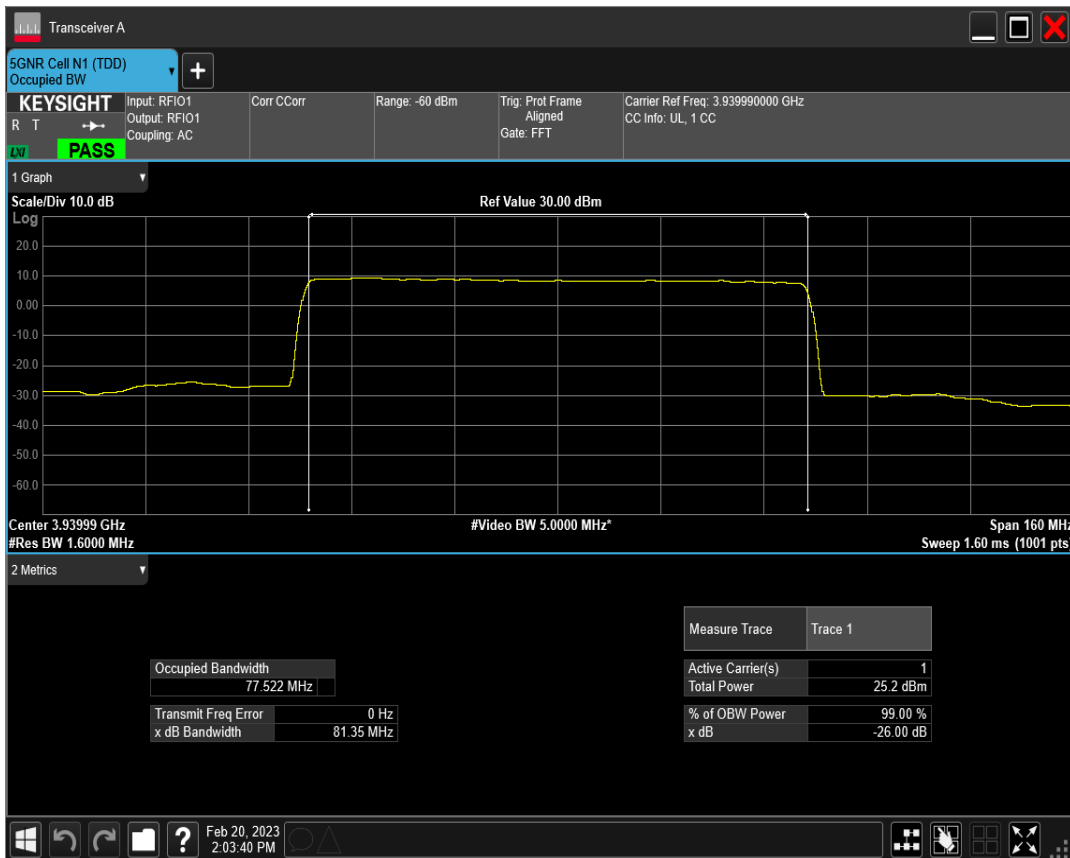 Transceiver A
5GNR Cell N1 (TDD)
Occupied BW
+
KEYSIGHT
R T
LXI
PASS
Input: RFIO1
Output: RFIO1
Coupling: AC
Corr CCorr
Range: -60 dBm
Trig: Prot Frame
Aligned
Gate: FFT
Carrier Ref Freq: 3.939990000 GHz
CC Info: UL, 1 CC
1 Graph
Scale/Div 10.0 dB
Ref Value 30.00 dBm
Log
20.0
10.0
0.00
-10.0
-20.0
-30.0
-40.0
-50.0
-60.0
Center 3.93999 GHz
#Video BW 5.0000 MHz*
Span 160 MHz
#Res BW 1.6000 MHz
Sweep 1.60 ms (1001 pts)
2 Metrics
Measure Trace Trace 1
Occupied Bandwidth
77.522 MHz
Active Carrier(s) 1
Total Power 25.2 dBm
Transmit Freq Error 0 Hz
x dB Bandwidth 81.35 MHz
% of OBW Power 99.00 %
x dB -26.00 dB
?
Feb 20, 2023
2:03:40 PM